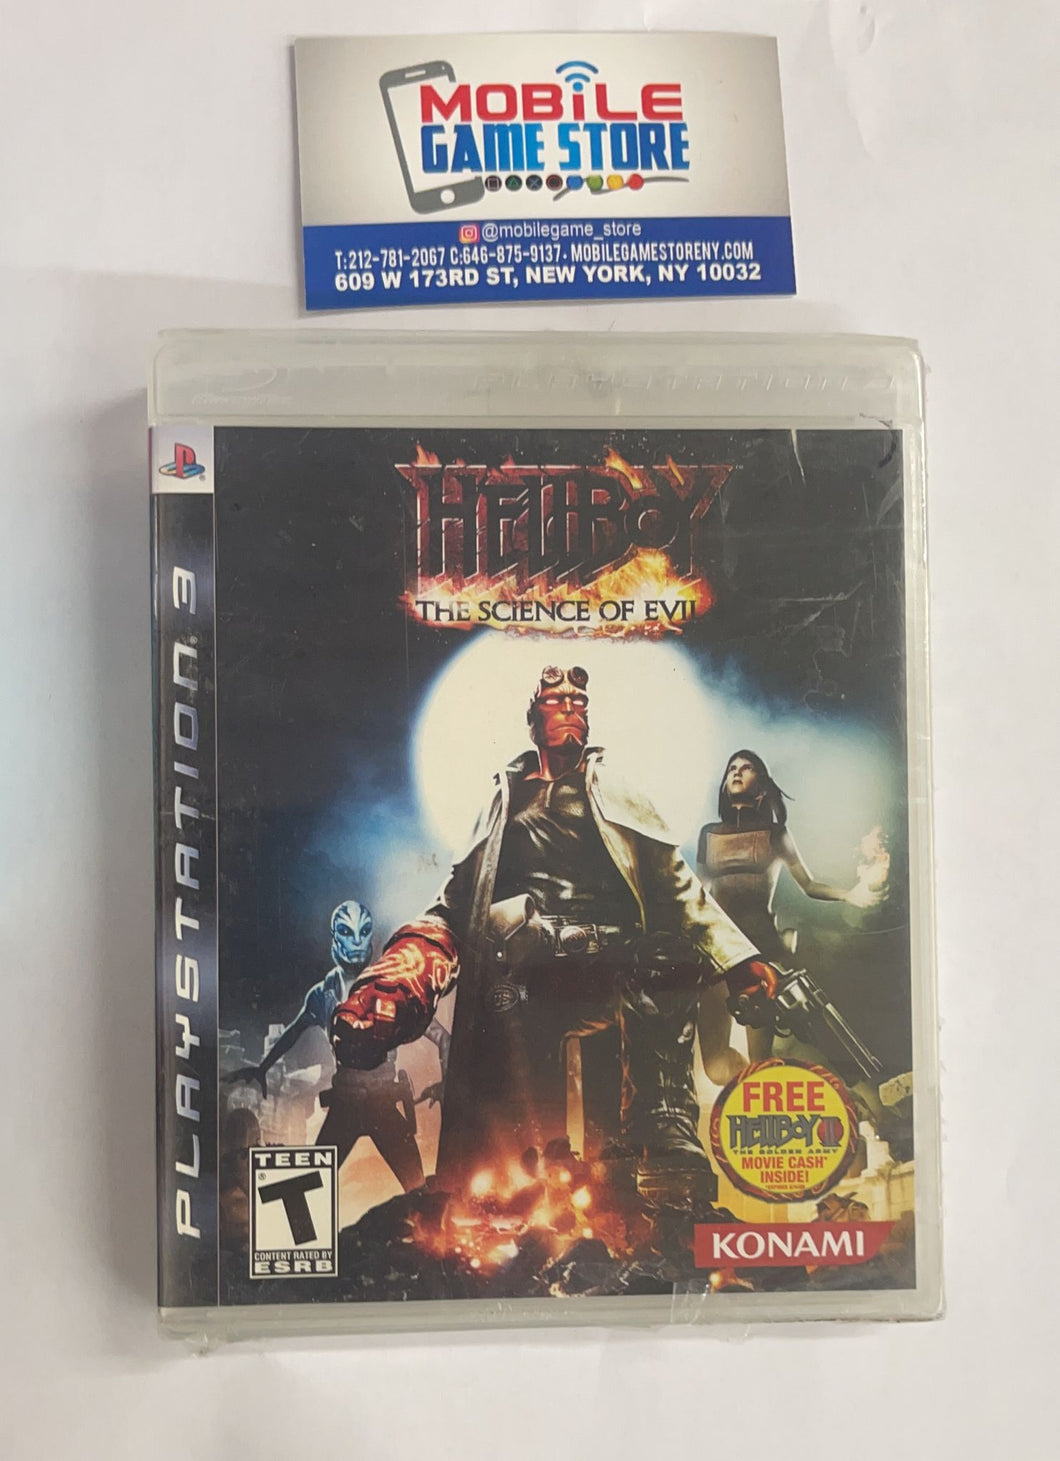 MOBiLE
GAME STORE
@mobilegame_store
T:212-781-2067 C:646-875-9137. MOBILEGAMESTORENY.COM
609 W 173RD ST, NEW YORK, NY 10032
PLAYSTATION 3
PLAYSTATION 3
HELLBOY
THE SCIENCE OF EVIL
FREE
HELLBOY II
THE GOLDEN ARMY
MOVIE CASH*
INSIDE!
TEEN
T
CONTENT RATED BY
ESRB
KONAMI